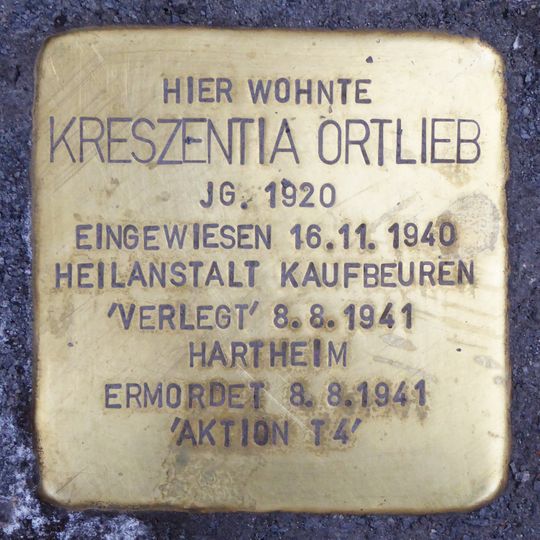 HIER WOHNTE
KRESZENTIA ORTLIEB
JG. 1920
EINGEWIESEN 16.11.1940
HEILANSTALT KAUFBEUREN
'VERLEGT' 8.8.1941
HARTHEIM
ERMORDET 8.8.1941
'AKTION T4'